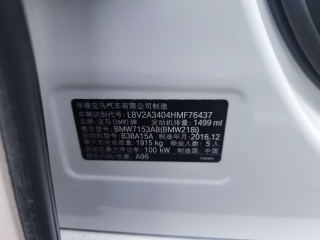 华晨宝马汽车有限公司制造
车辆识别代号: LBV2A3404HMF76437
品牌: 宝马(BMW)牌 发动机排量: 1499 ml
整车型号: BMW7153AB(BMW218i)
发动机型号: B38A15A 制造年月: 2016.12
最大允许总质量: 1915 kg 乘坐人数: 5 人
发动机最大净功率: 100 kW 制造国: 中国
颜色代号: A96